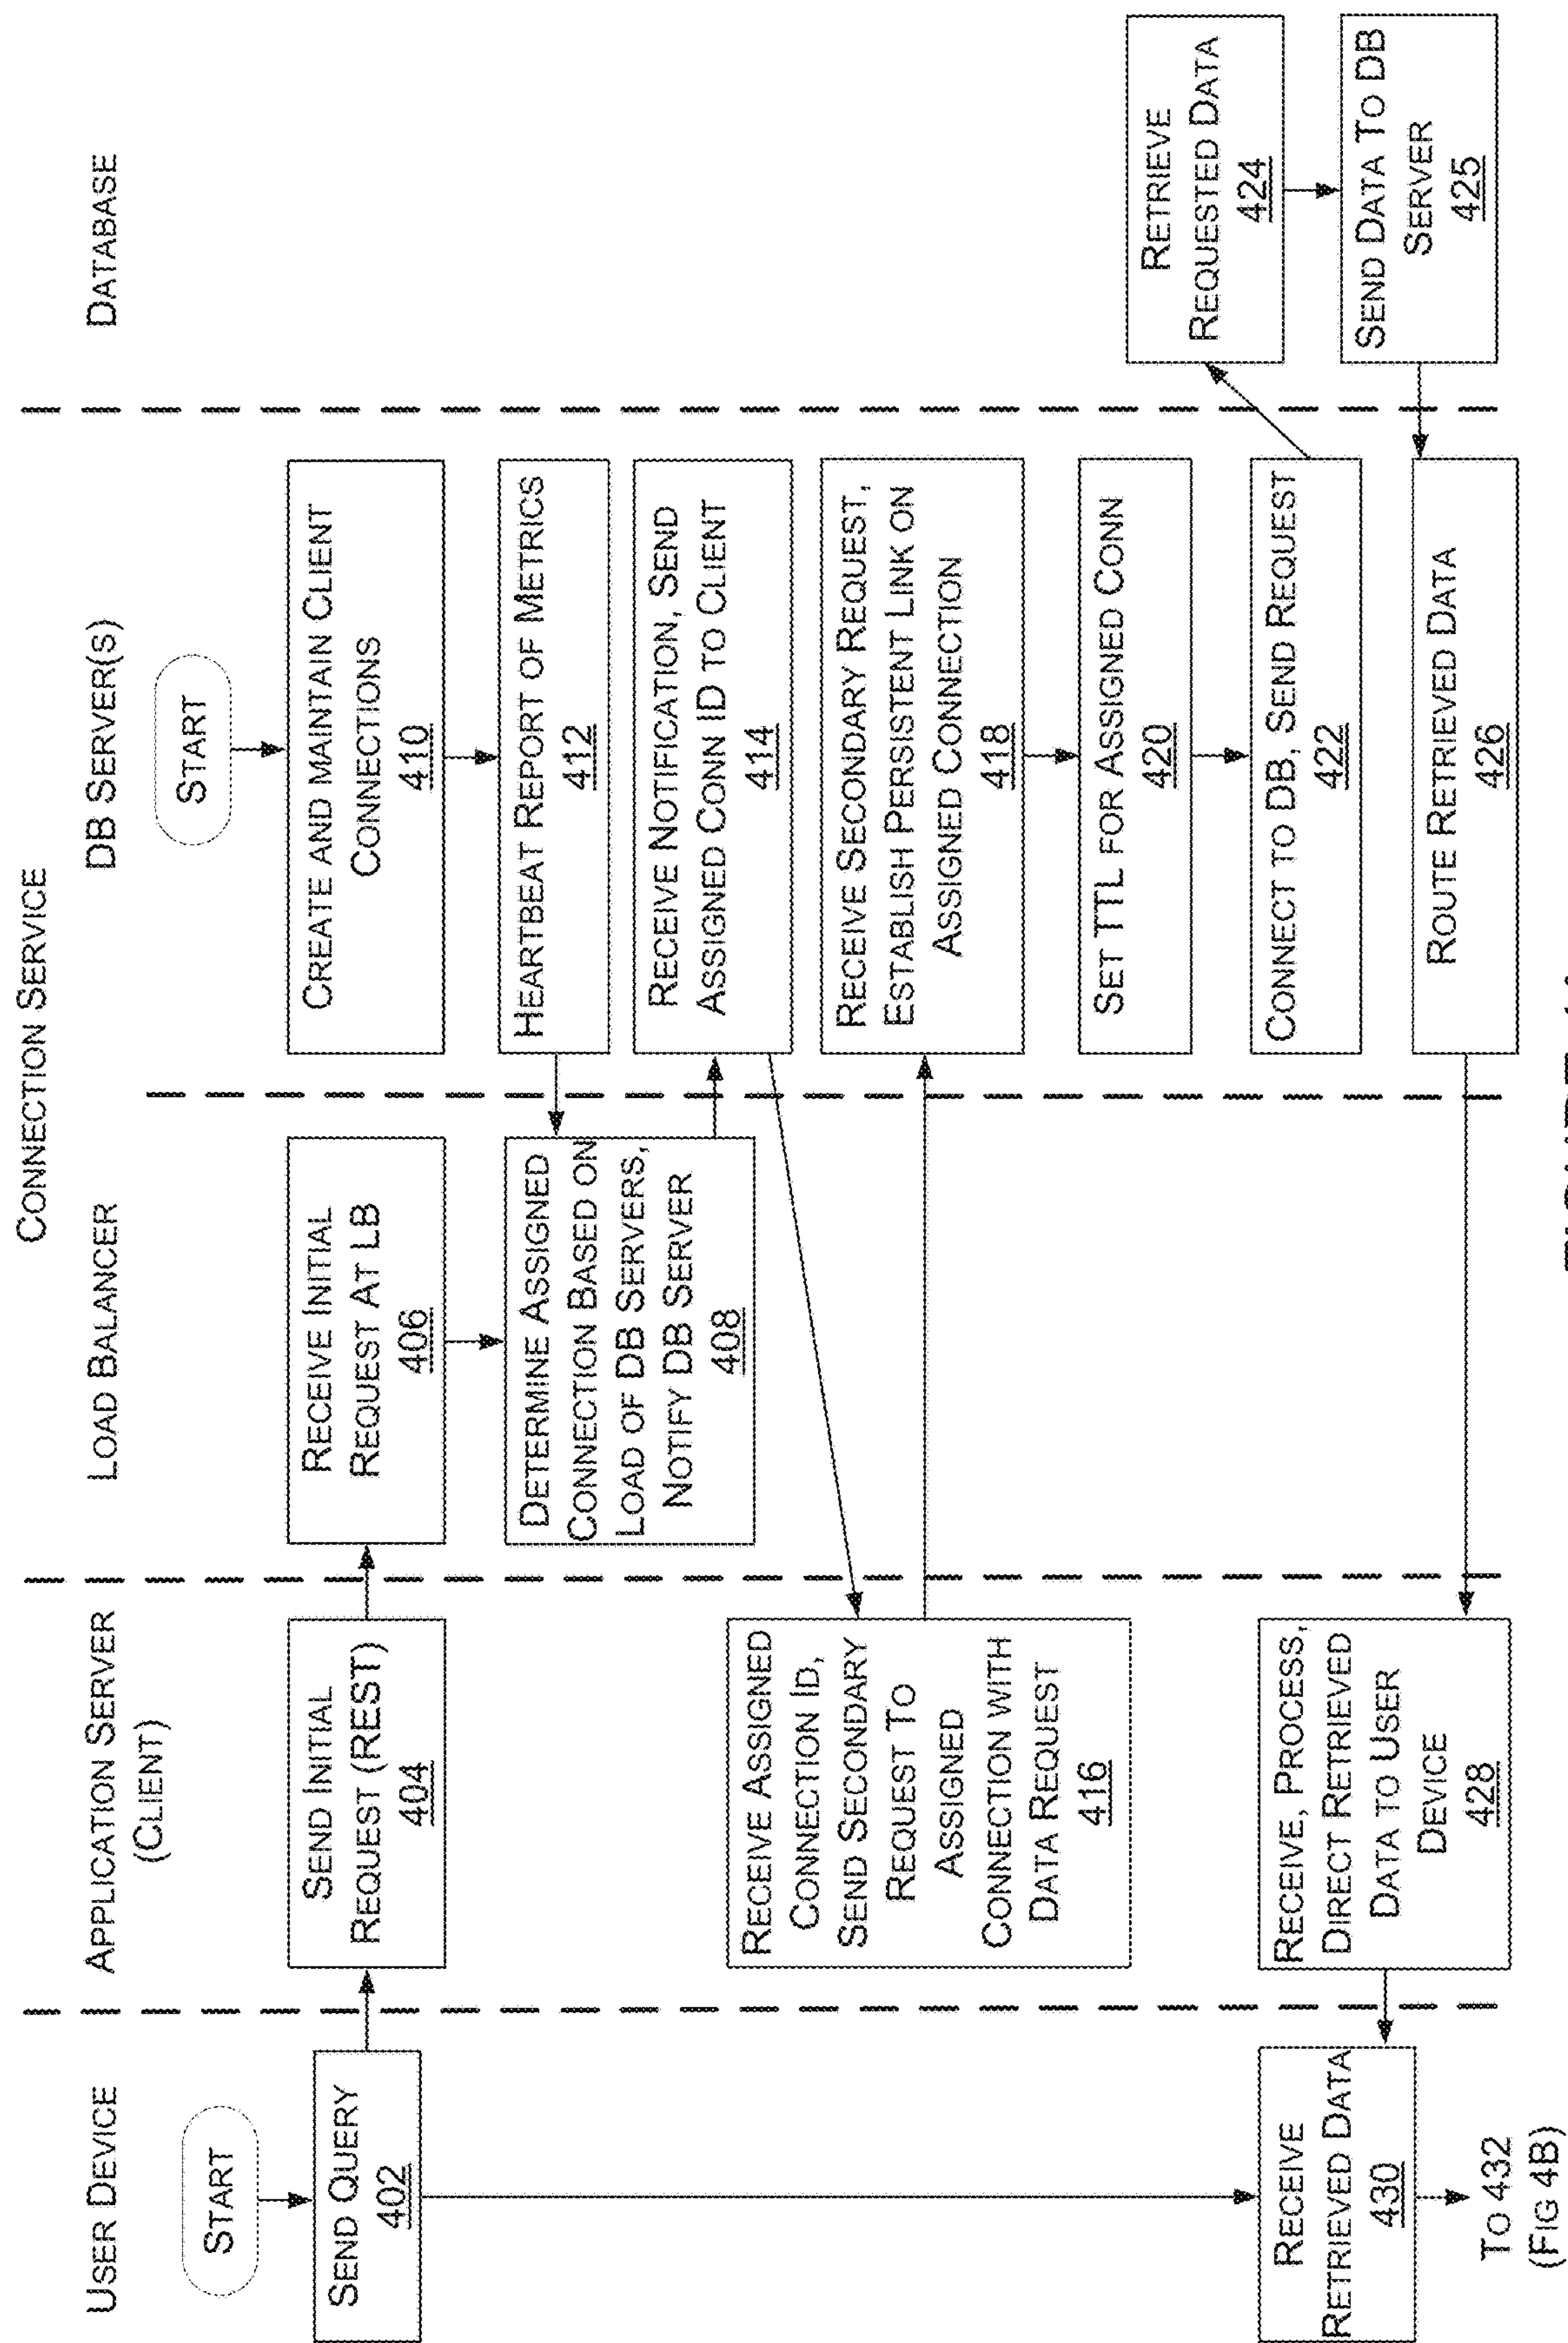 CONNECTION SERVICE
USER DEVICE
APPLICATION SERVER
(CLIENT)
LOAD BALANCER
DB SERVER(S)
DATABASE
START
START
SEND QUERY
402
SEND INITIAL
REQUEST (REST)
404
RECEIVE INITIAL
REQUEST AT LB
406
CREATE AND MAINTAIN CLIENT
CONNECTIONS
410
DETERMINE ASSIGNED
CONNECTION BASED ON
LOAD OF DB SERVERS,
NOTIFY DB SERVER
408
HEARTBEAT REPORT OF METRICS
412
RECEIVE NOTIFICATION, SEND
ASSIGNED CONN ID TO CLIENT
414
RECEIVE ASSIGNED
CONNECTION ID,
SEND SECONDARY
REQUEST TO
ASSIGNED
CONNECTION WITH
DATA REQUEST
416
RECEIVE SECONDARY REQUEST,
ESTABLISH PERSISTENT LINK ON
ASSIGNED CONNECTION
418
SET TTL FOR ASSIGNED CONN
420
CONNECT TO DB, SEND REQUEST
422
RETRIEVE
REQUESTED DATA
424
SEND DATA TO DB
SERVER
425
ROUTE RETRIEVED DATA
426
RECEIVE, PROCESS,
DIRECT RETRIEVED
DATA TO USER
DEVICE
428
RECEIVE
RETRIEVED DATA
430
TO 432
(FIG 4B)